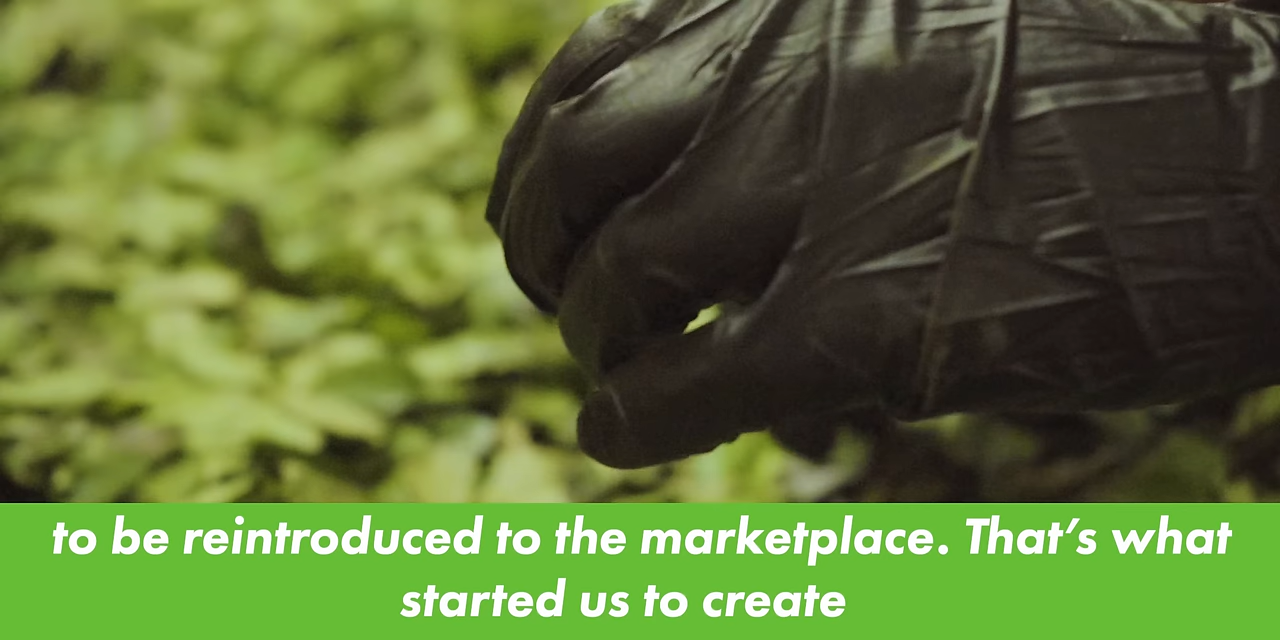 to be reintroduced to the marketplace. That’s what
started us to create